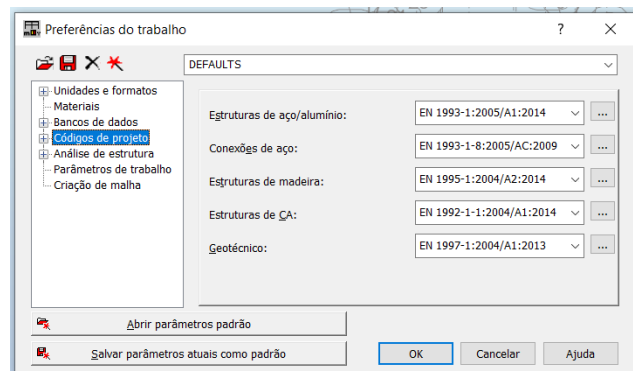 Preferências do trabalho
?
DEFAULTS
Unidades e formatos
Materiais
Bancos de dados
Códigos de projeto
Análise de estrutura
Parâmetros de trabalho
Criação de malha
Estruturas de aço/alumínio:
EN 1993-1:2005/A1:2014
...
Conexões de aço:
EN 1993-1-8:2005/AC:2009
...
Estruturas de madeira:
EN 1995-1:2004/A2:2014
...
Estruturas de CA:
EN 1992-1-1:2004/A1:2014
...
Geotécnico:
EN 1997-1:2004/A1:2013
...
Abrir parâmetros padrão
Salvar parâmetros atuais como padrão
OK
Cancelar
Ajuda